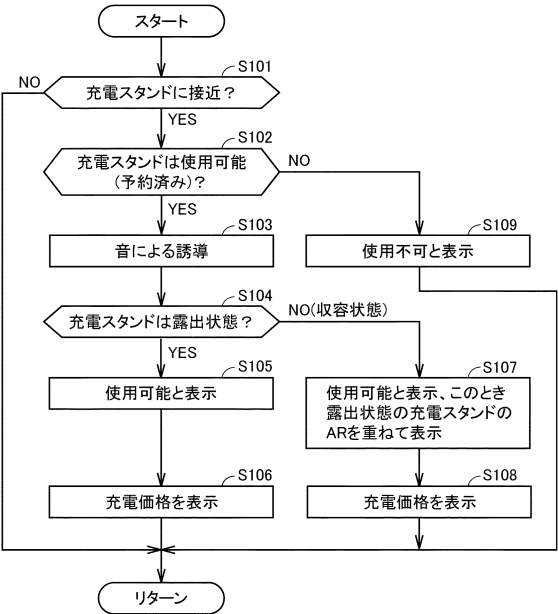 スタート
S101
NO
充電スタンドに接近？
YES
S102
充電スタンドは使用可能
(予約済み)？
NO
YES
S103
音による誘導
S109
使用不可と表示
S104
充電スタンドは露出状態？
NO(収容状態)
YES
S105
使用可能と表示
S107
使用可能と表示、このとき
露出状態の充電スタンドの
ARを重ねて表示
S106
充電価格を表示
S108
充電価格を表示
リターン